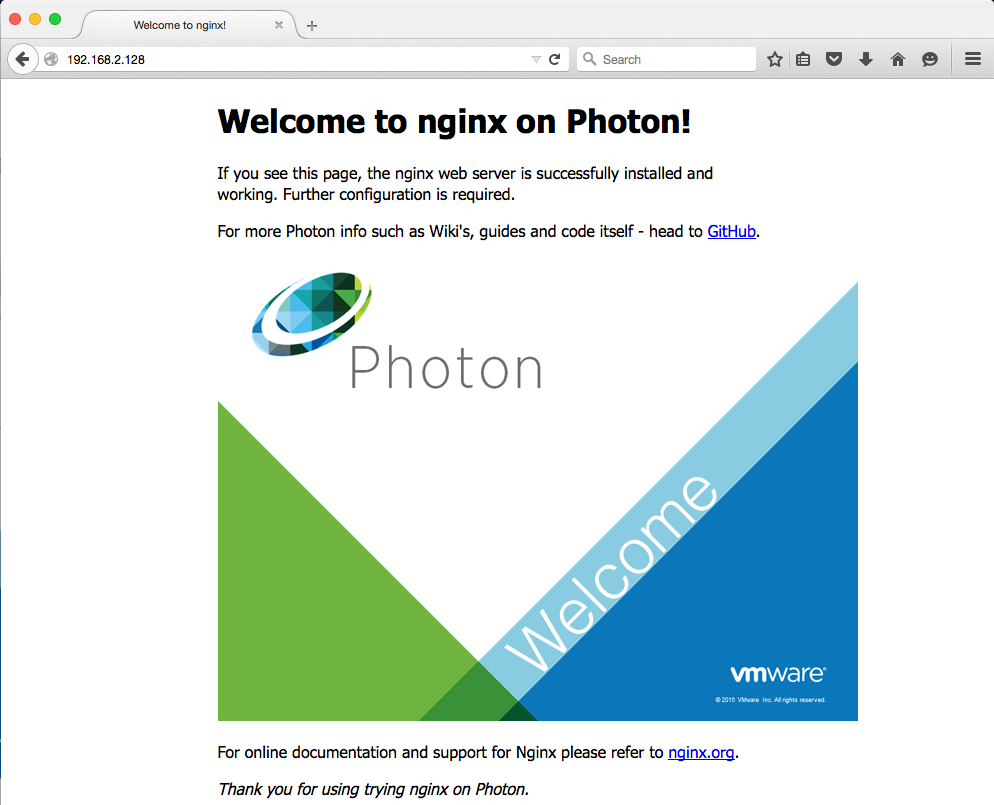 Welcome to nginx!
192.168.2.128
Search
Welcome to nginx on Photon!
If you see this page, the nginx web server is successfully installed and
working. Further configuration is required.
For more Photon info such as Wiki's, guides and code itself - head to GitHub.
Photon
Welcome
vmware®
© 2015 VMware Inc. All rights reserved.
For online documentation and support for Nginx please refer to nginx.org.
Thank you for using trying nginx on Photon.